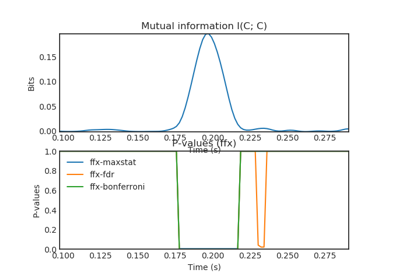 Mutual information I(C; C)
0.15
0.10
0.05
0.00
Bits
0.100 0.125 0.150 0.175 0.200 0.225 0.250 0.275
Time (s)
P-values (ffx)
1.0
0.8
0.6
0.4
0.2
0.0
P-values
ffx-maxstat
ffx-fdr
ffx-bonferroni
0.100 0.125 0.150 0.175 0.200 0.225 0.250 0.275
Time (s)